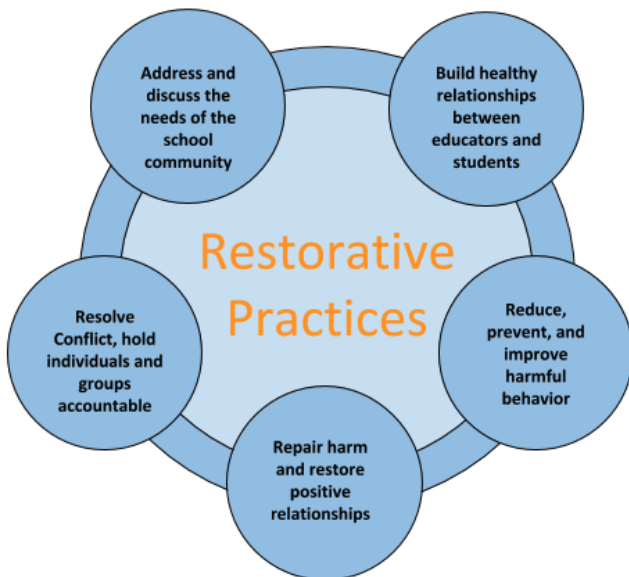 Address and
discuss the
needs of the
school
community
Build healthy
relationships
between
educators and
students
Restorative
Practices
Resolve
Conflict, hold
individuals and
groups
accountable
Reduce,
prevent, and
improve
harmful
behavior
Repair harm
and restore
positive
relationships